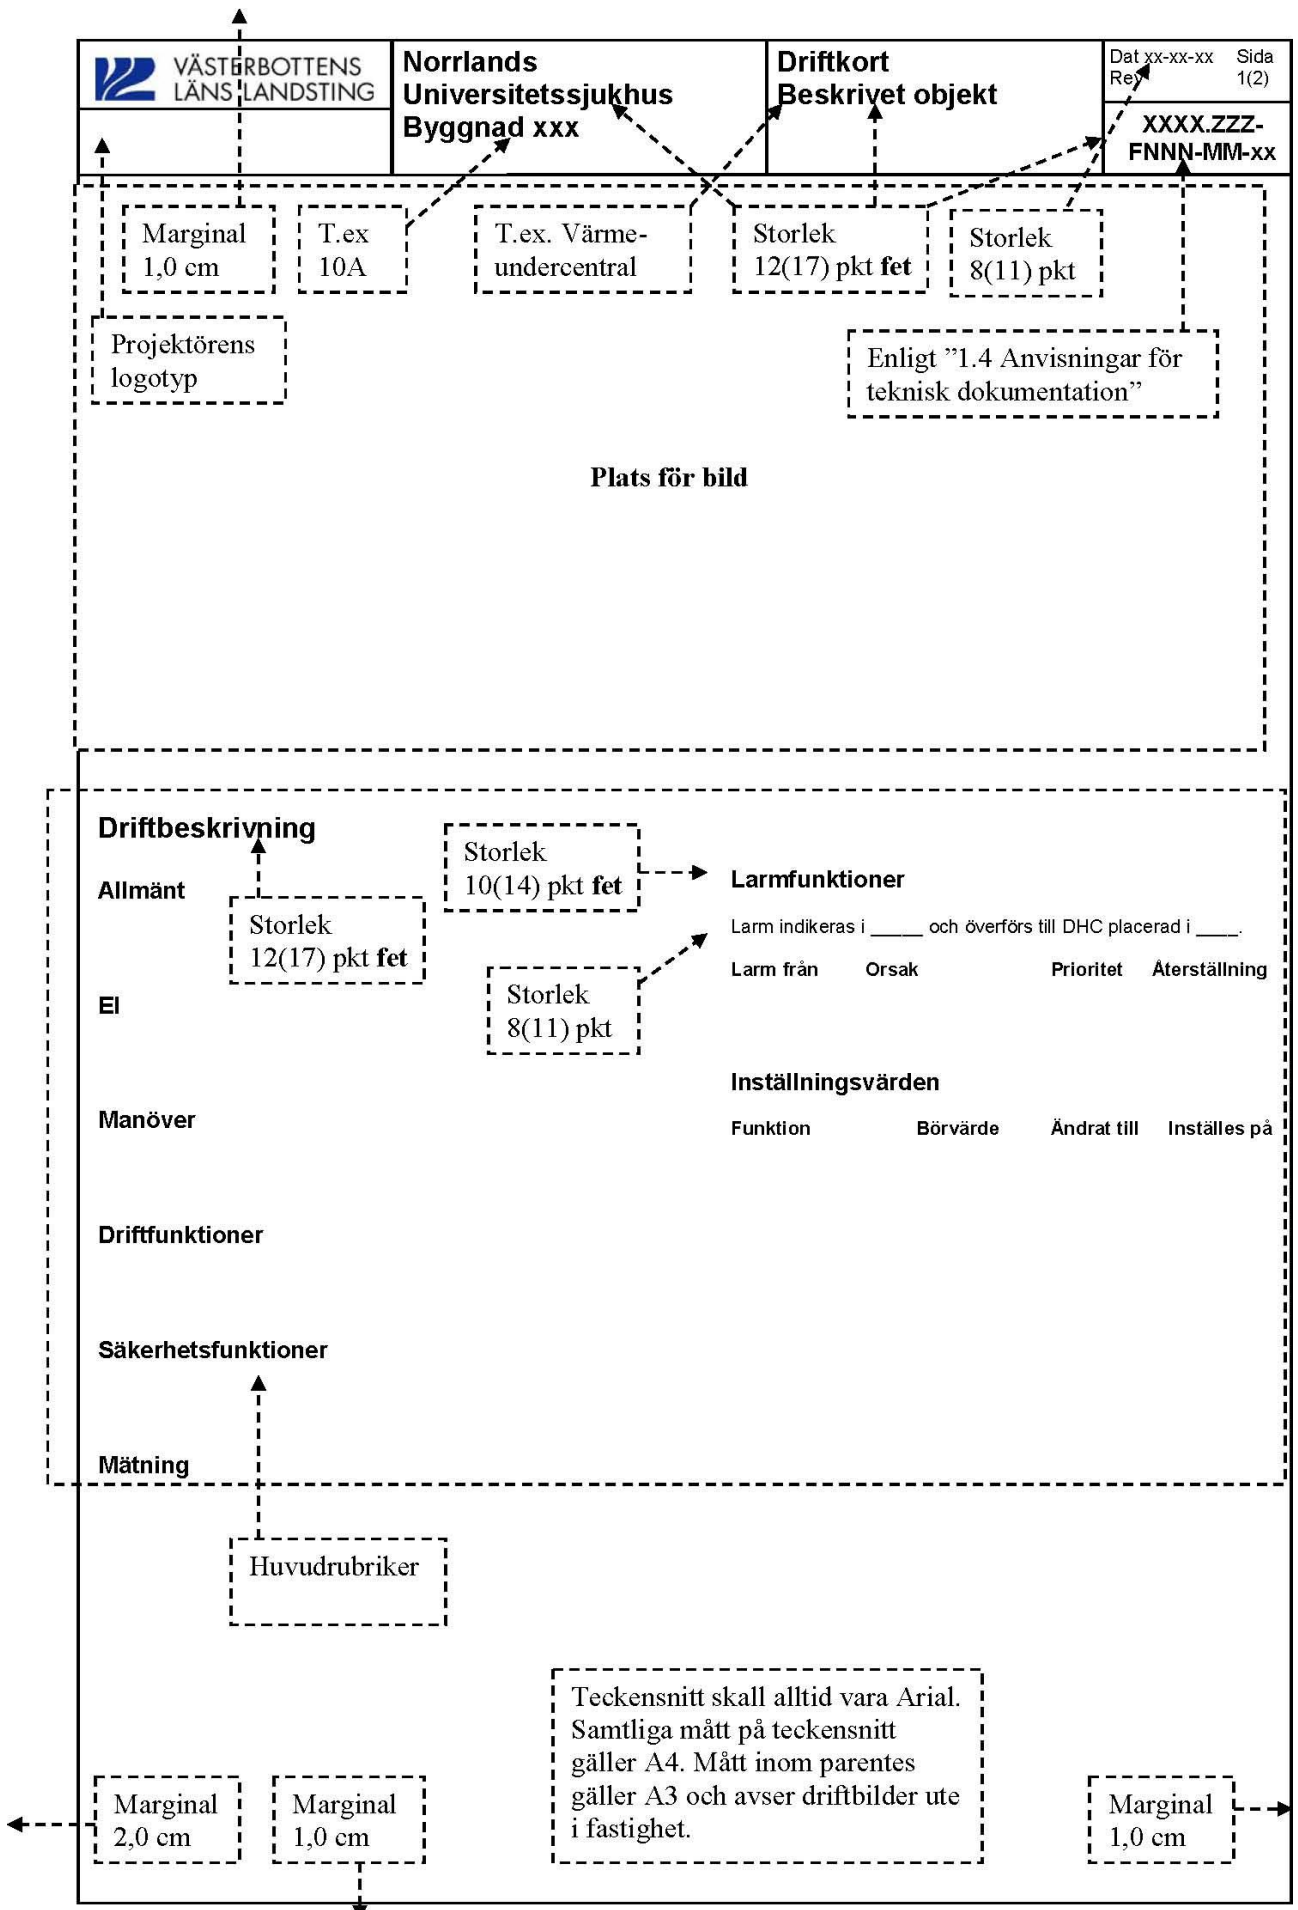 VÄSTERBOTTENS
LÄNS LANDSTING
Norrlands
Universitetssjukhus
Byggnad xxx
Driftkort
Beskrivet objekt
Dat xx-xx-xx Sida
Rev 1(2)
XXXX.ZZZ-
FNNN-MM-xx
Marginal
1,0 cm
T.ex
10A
T.ex. Värme-
undercentral
Storlek
12(17) pkt fet
Storlek
8(11) pkt
Projektörens
logotyp
Enligt ”1.4 Anvisningar för
teknisk dokumentation”
Plats för bild
Driftbeskrivning
Allmänt
Storlek
12(17) pkt fet
El
Manöver
Driftfunktioner
Säkerhetsfunktioner
Mätning
Storlek
10(14) pkt fet
Storlek
8(11) pkt
Larmfunktioner
Larm indikeras i _____ och överförs till DHC placerad i ____.
Larm från Orsak Prioritet Återställning
Inställningsvärden
Funktion Börvärde Ändrat till Inställes på
Huvudrubriker
Teckensnitt skall alltid vara Arial.
Samtliga mått på teckensnitt
gäller A4. Mått inom parentes
gäller A3 och avser driftbilder ute
i fastighet.
Marginal
2,0 cm
Marginal
1,0 cm
Marginal
1,0 cm